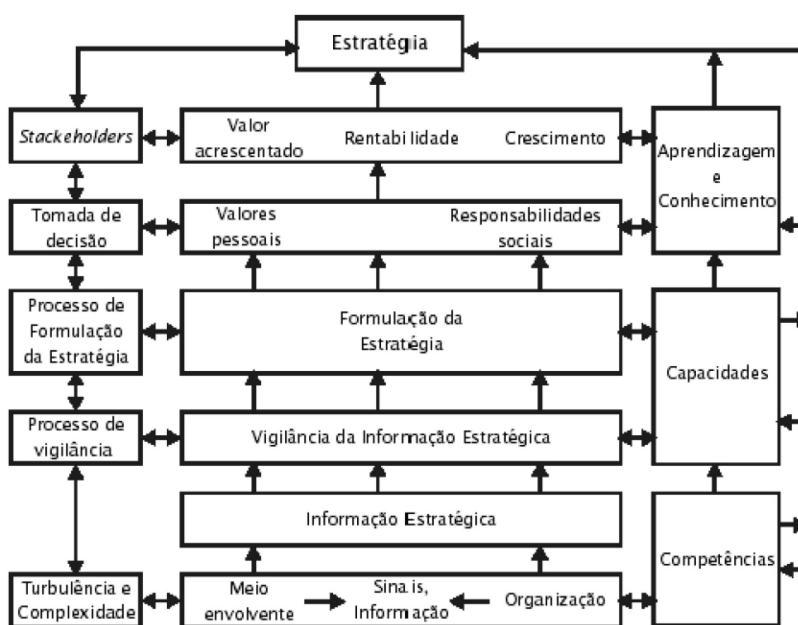 Estratégia
Stackeholders
Valor
acrescentado
Rentabilidade
Crescimento
Aprendizagem
e
Conhecimento
Tomada de
decisão
Valores
pessoais
Responsabilidades
sociais
Processo de
Formulação
da Estratégia
Formulação da
Estratégia
Capacidades
Processo de
vigilância
Vigilância da Informação Estratégica
Informação Estratégica
Competências
Turbulência e
Complexidade
Meio
envolvente
Sinais,
Informação
Organização